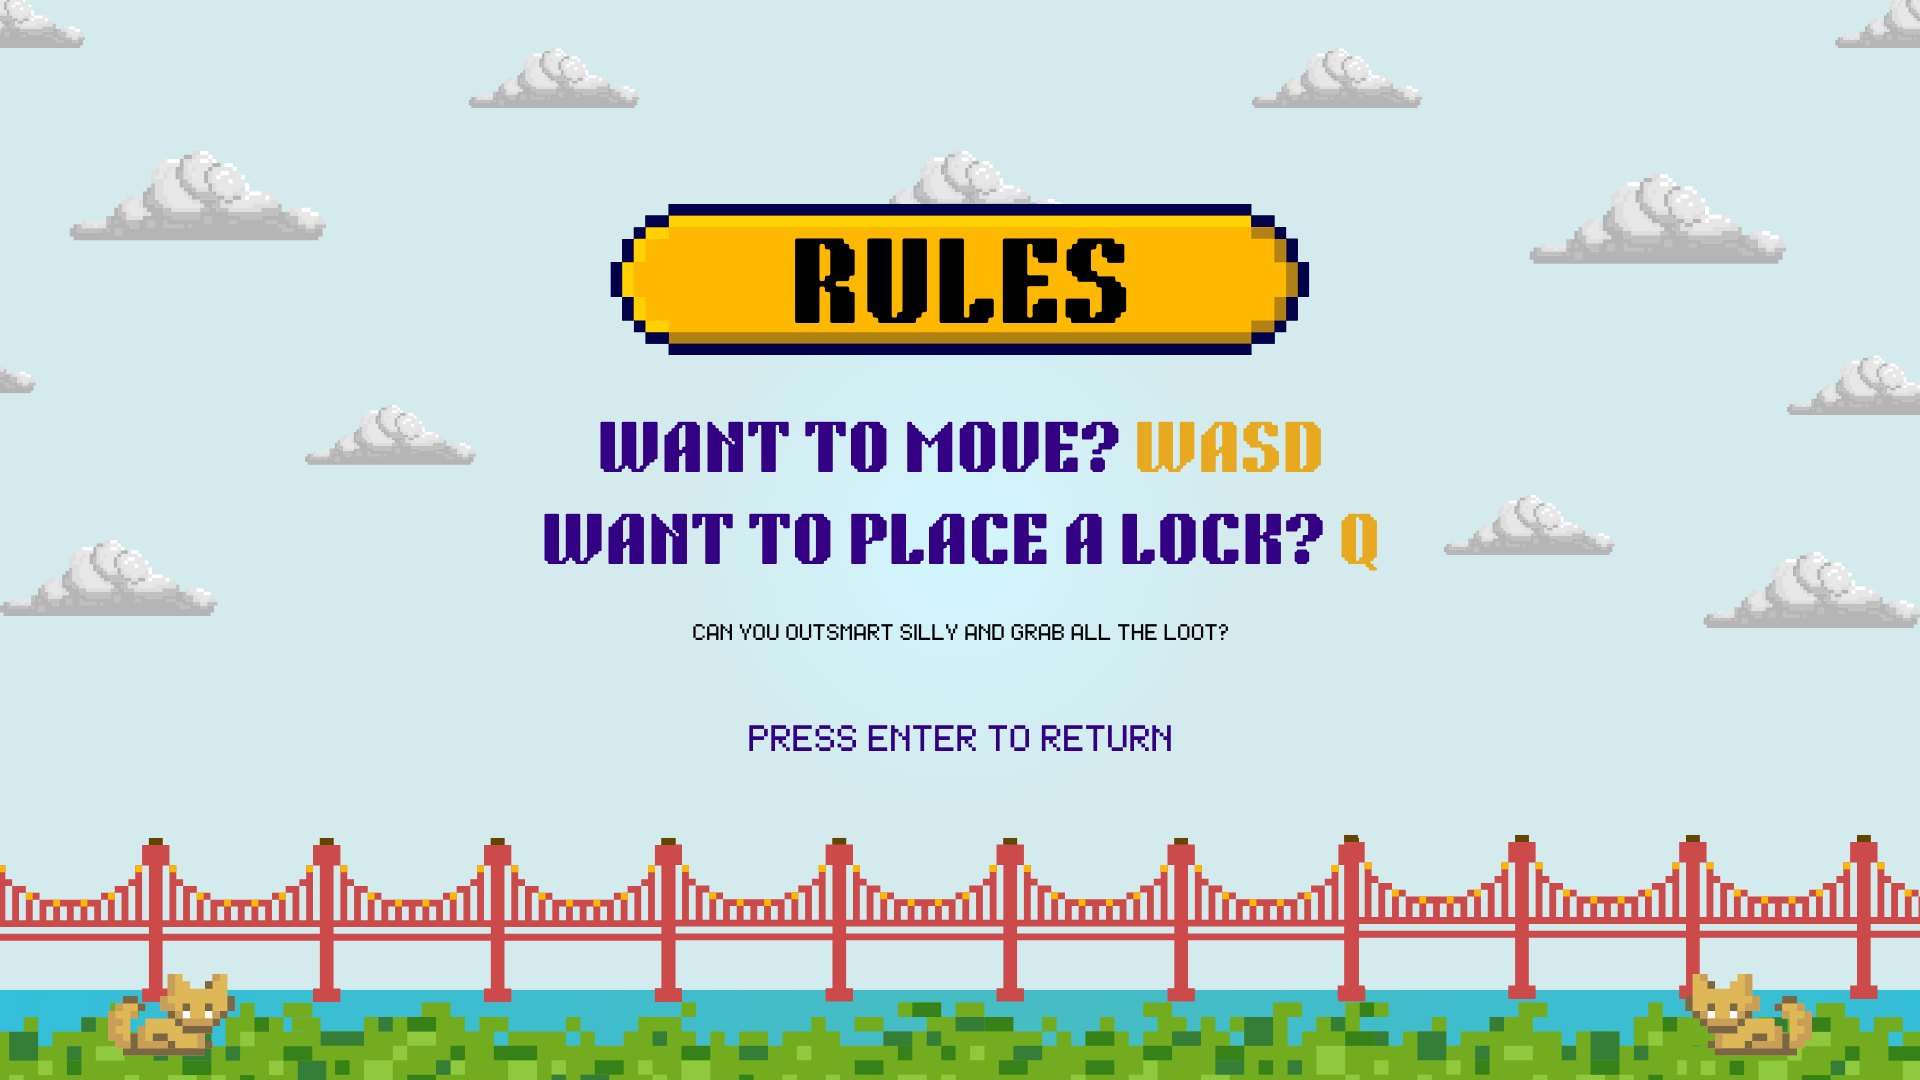 RULES
WANT TO MOVE? WASD
WANT TO PLACE A LOCK? Q
CAN YOU OUTSMART SILLY AND GRAB ALL THE LOOT?
PRESS ENTER TO RETURN